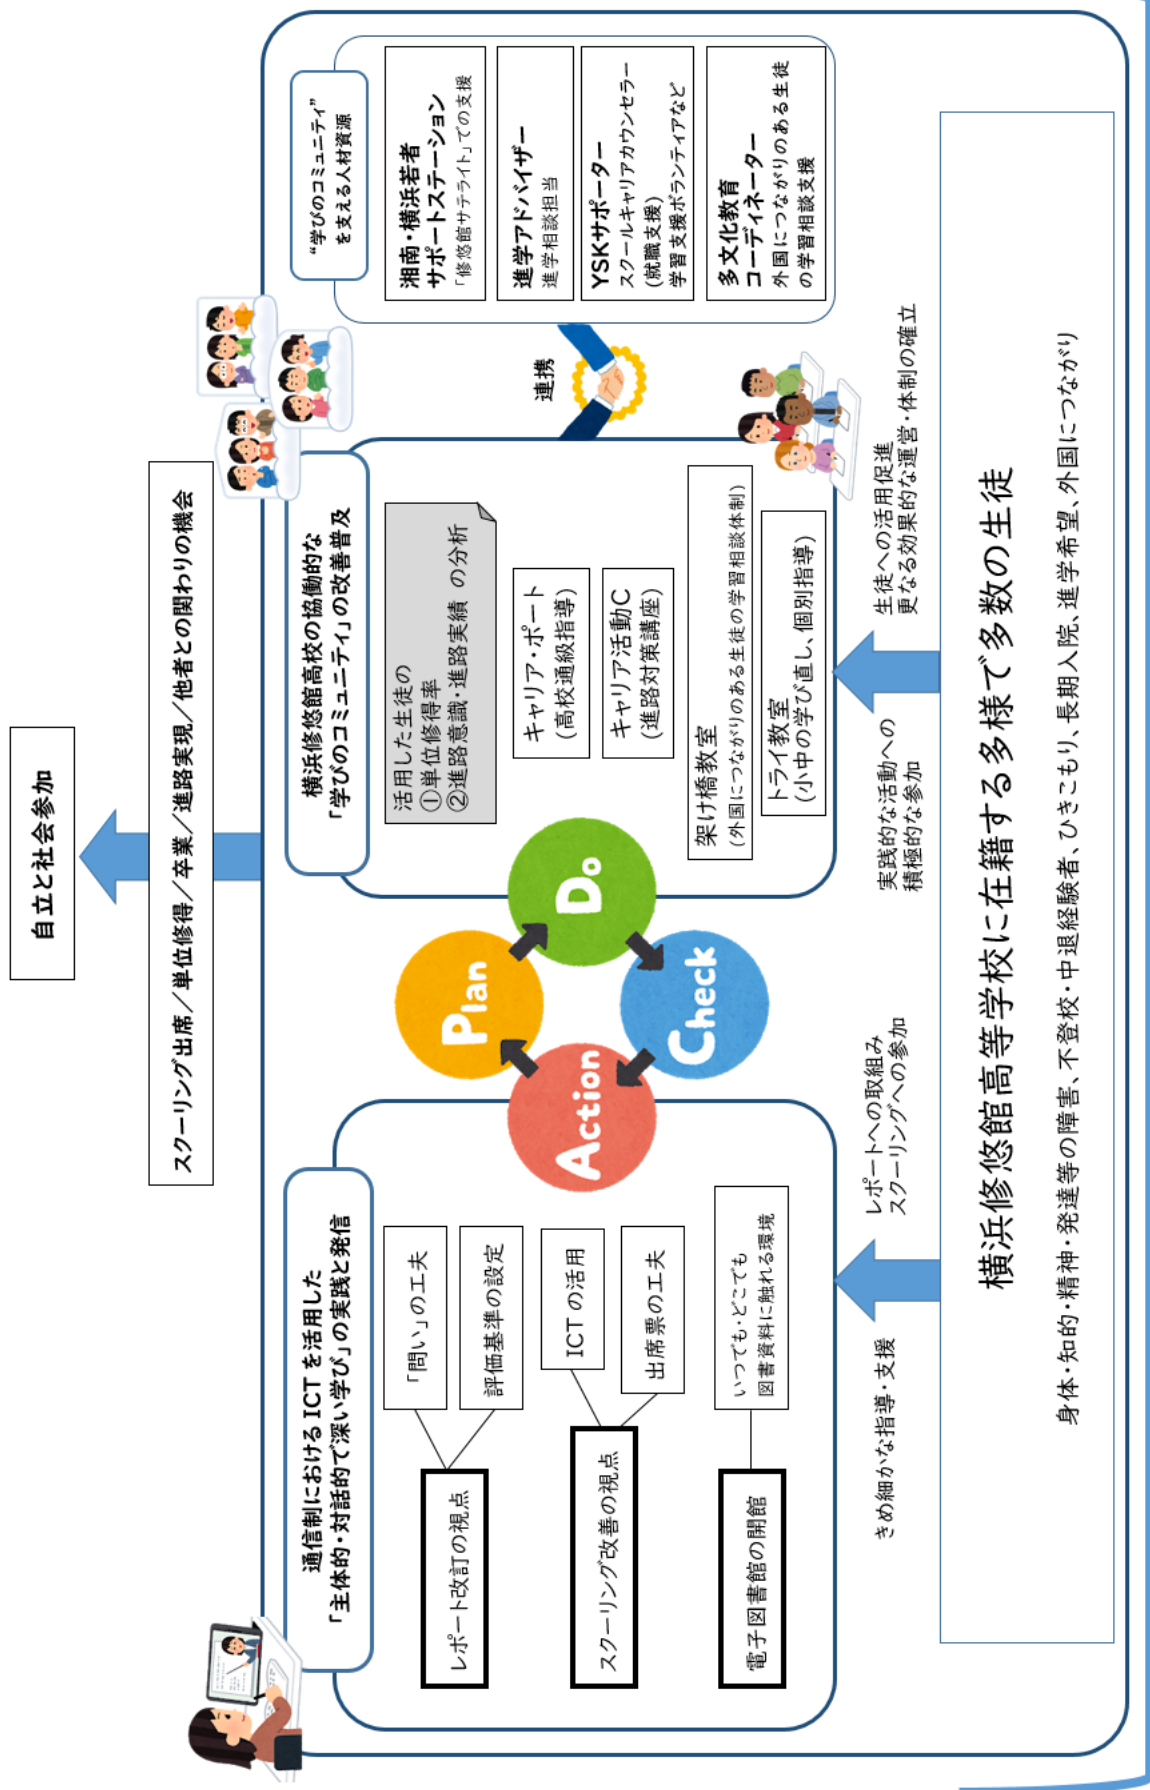 自立と社会参加
スクーリング出席／単位修得／卒業／進路実現／他者との関わりの機会
通信制における ICT を活用した
「主体的・対話的で深い学び」の実践と発信
レポート改訂の視点
「問い」の工夫
評価基準の設定
スクーリング改善の視点
ICT の活用
出席票の工夫
電子図書館の開館
いつでも・どこでも
図書資料に触れる環境
Plan
Do
Check
Action
横浜修悠館高校の協働的な
「学びのコミュニティ」の改善普及
活用した生徒の
①単位修得率
②進路意識・進路実績 の分析
キャリア・ポート
(高校通級指導)
キャリア活動C
(進路対策講座)
架け橋教室
(外国につながりのある生徒の学習相談体制)
トライ教室
(小中の学び直し、個別指導)
連携
“学びのコミュニティ”
を支える人材資源
湘南・横浜若者
サポートステーション
「修悠館サテライト」での支援
進学アドバイザー
進学相談担当
YSKサポーター
スクールキャリアカウンセラー
(就職支援)
学習支援ボランティアなど
多文化教育
コーディネーター
外国につながりのある生徒
の学習相談支援
きめ細かな指導・支援
レポートへの取組み
スクーリングへの参加
実践的な活動への
積極的な参加
生徒への活用促進
更なる効果的な運営・体制の確立
横浜修悠館高等学校に在籍する多様で多数の生徒
身体・知的・精神・発達等の障害、不登校・中退経験者、ひきこもり、長期入院、進学希望、外国につながり